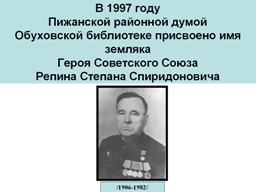 В 1997 году
Пижанской районной думой
Обуховской библиотеке присвоено имя
земляка
Героя Советского Союза
Репина Степана Спиридоновича
/1906-1982/